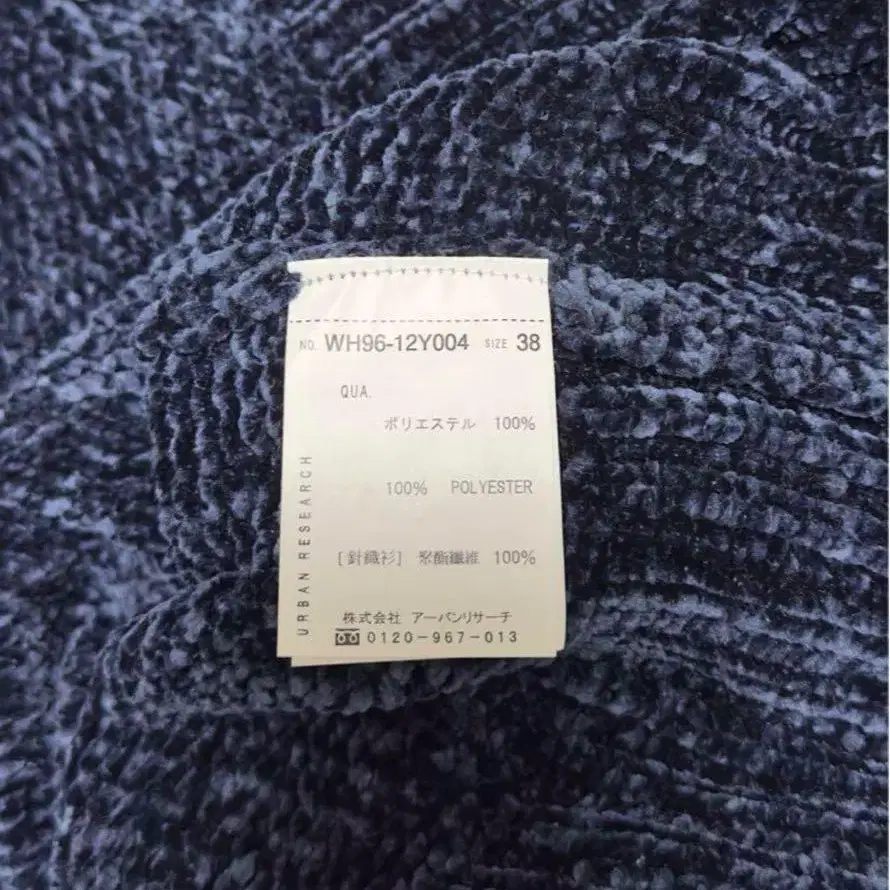 NO. WH96-12Y004 SIZE 38
QUA.
ポリエステル 100%
100% POLYESTER
[針織衫] 聚酯纖維 100%
URBAN RESEARCH
株式会社 アーバンリサーチ
0120-967-013